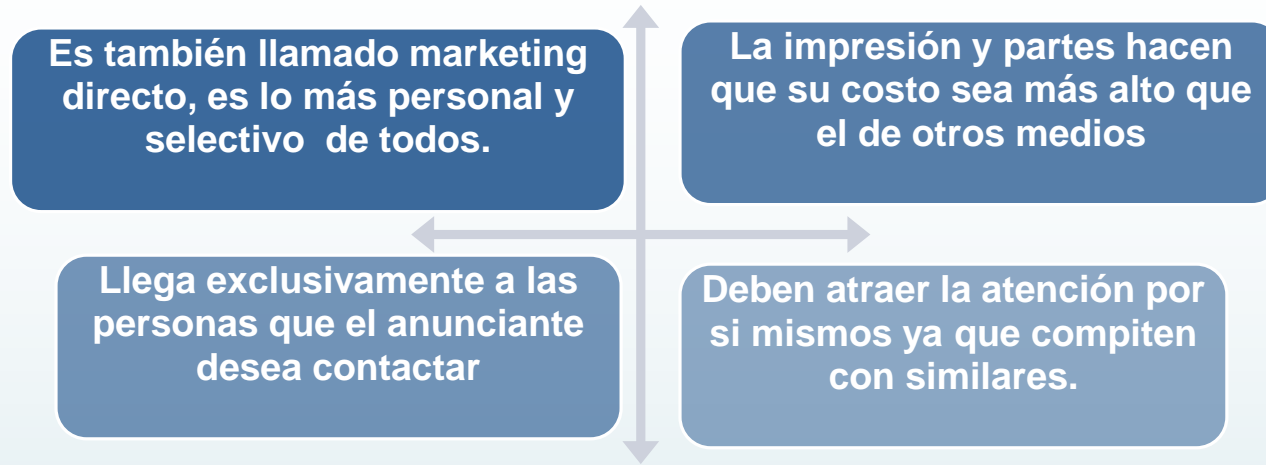 Es también llamado marketing
directo, es lo más personal y
selectivo de todos.
La impresión y partes hacen
que su costo sea más alto que
el de otros medios
Llega exclusivamente a las
personas que el anunciante
desea contactar
Deben atraer la atención por
si mismos ya que compiten
con similares.